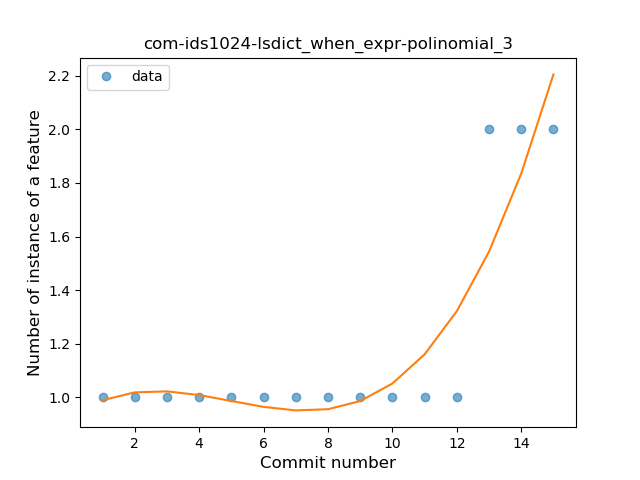 com-ids1024-lsdict_when_expr-polinomial_3
data
Number of instance of a feature
2.2
2.0
1.8
1.6
1.4
1.2
1.0
2 4 6 8 10 12 14
Commit number